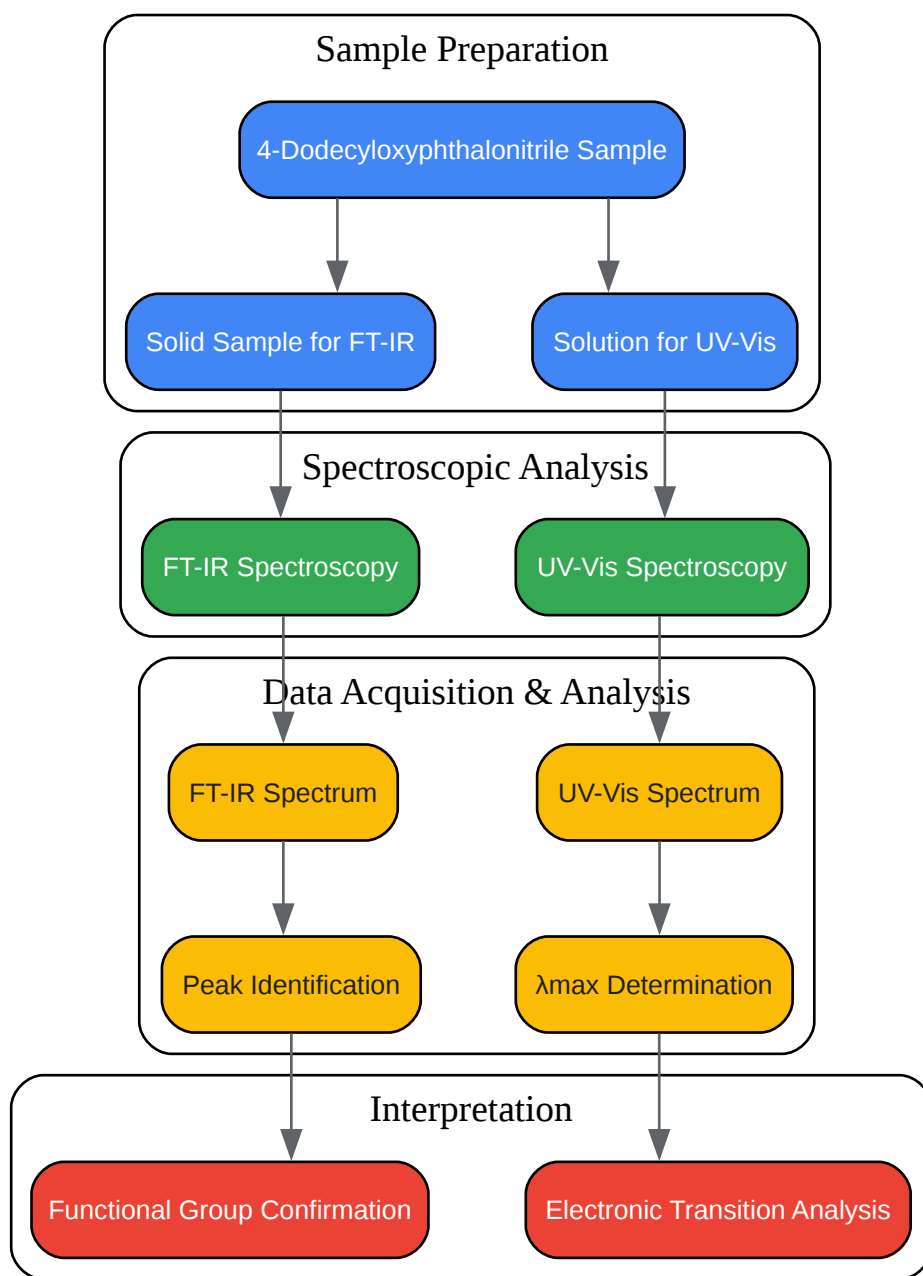 Sample Preparation
4-Dodecyloxyphthalonitrile Sample
Solid Sample for FT-IR
Solution for UV-Vis
Spectroscopic Analysis
FT-IR Spectroscopy
UV-Vis Spectroscopy
Data Acquisition & Analysis
FT-IR Spectrum
UV-Vis Spectrum
Peak Identification
λmax Determination
Interpretation
Functional Group Confirmation
Electronic Transition Analysis